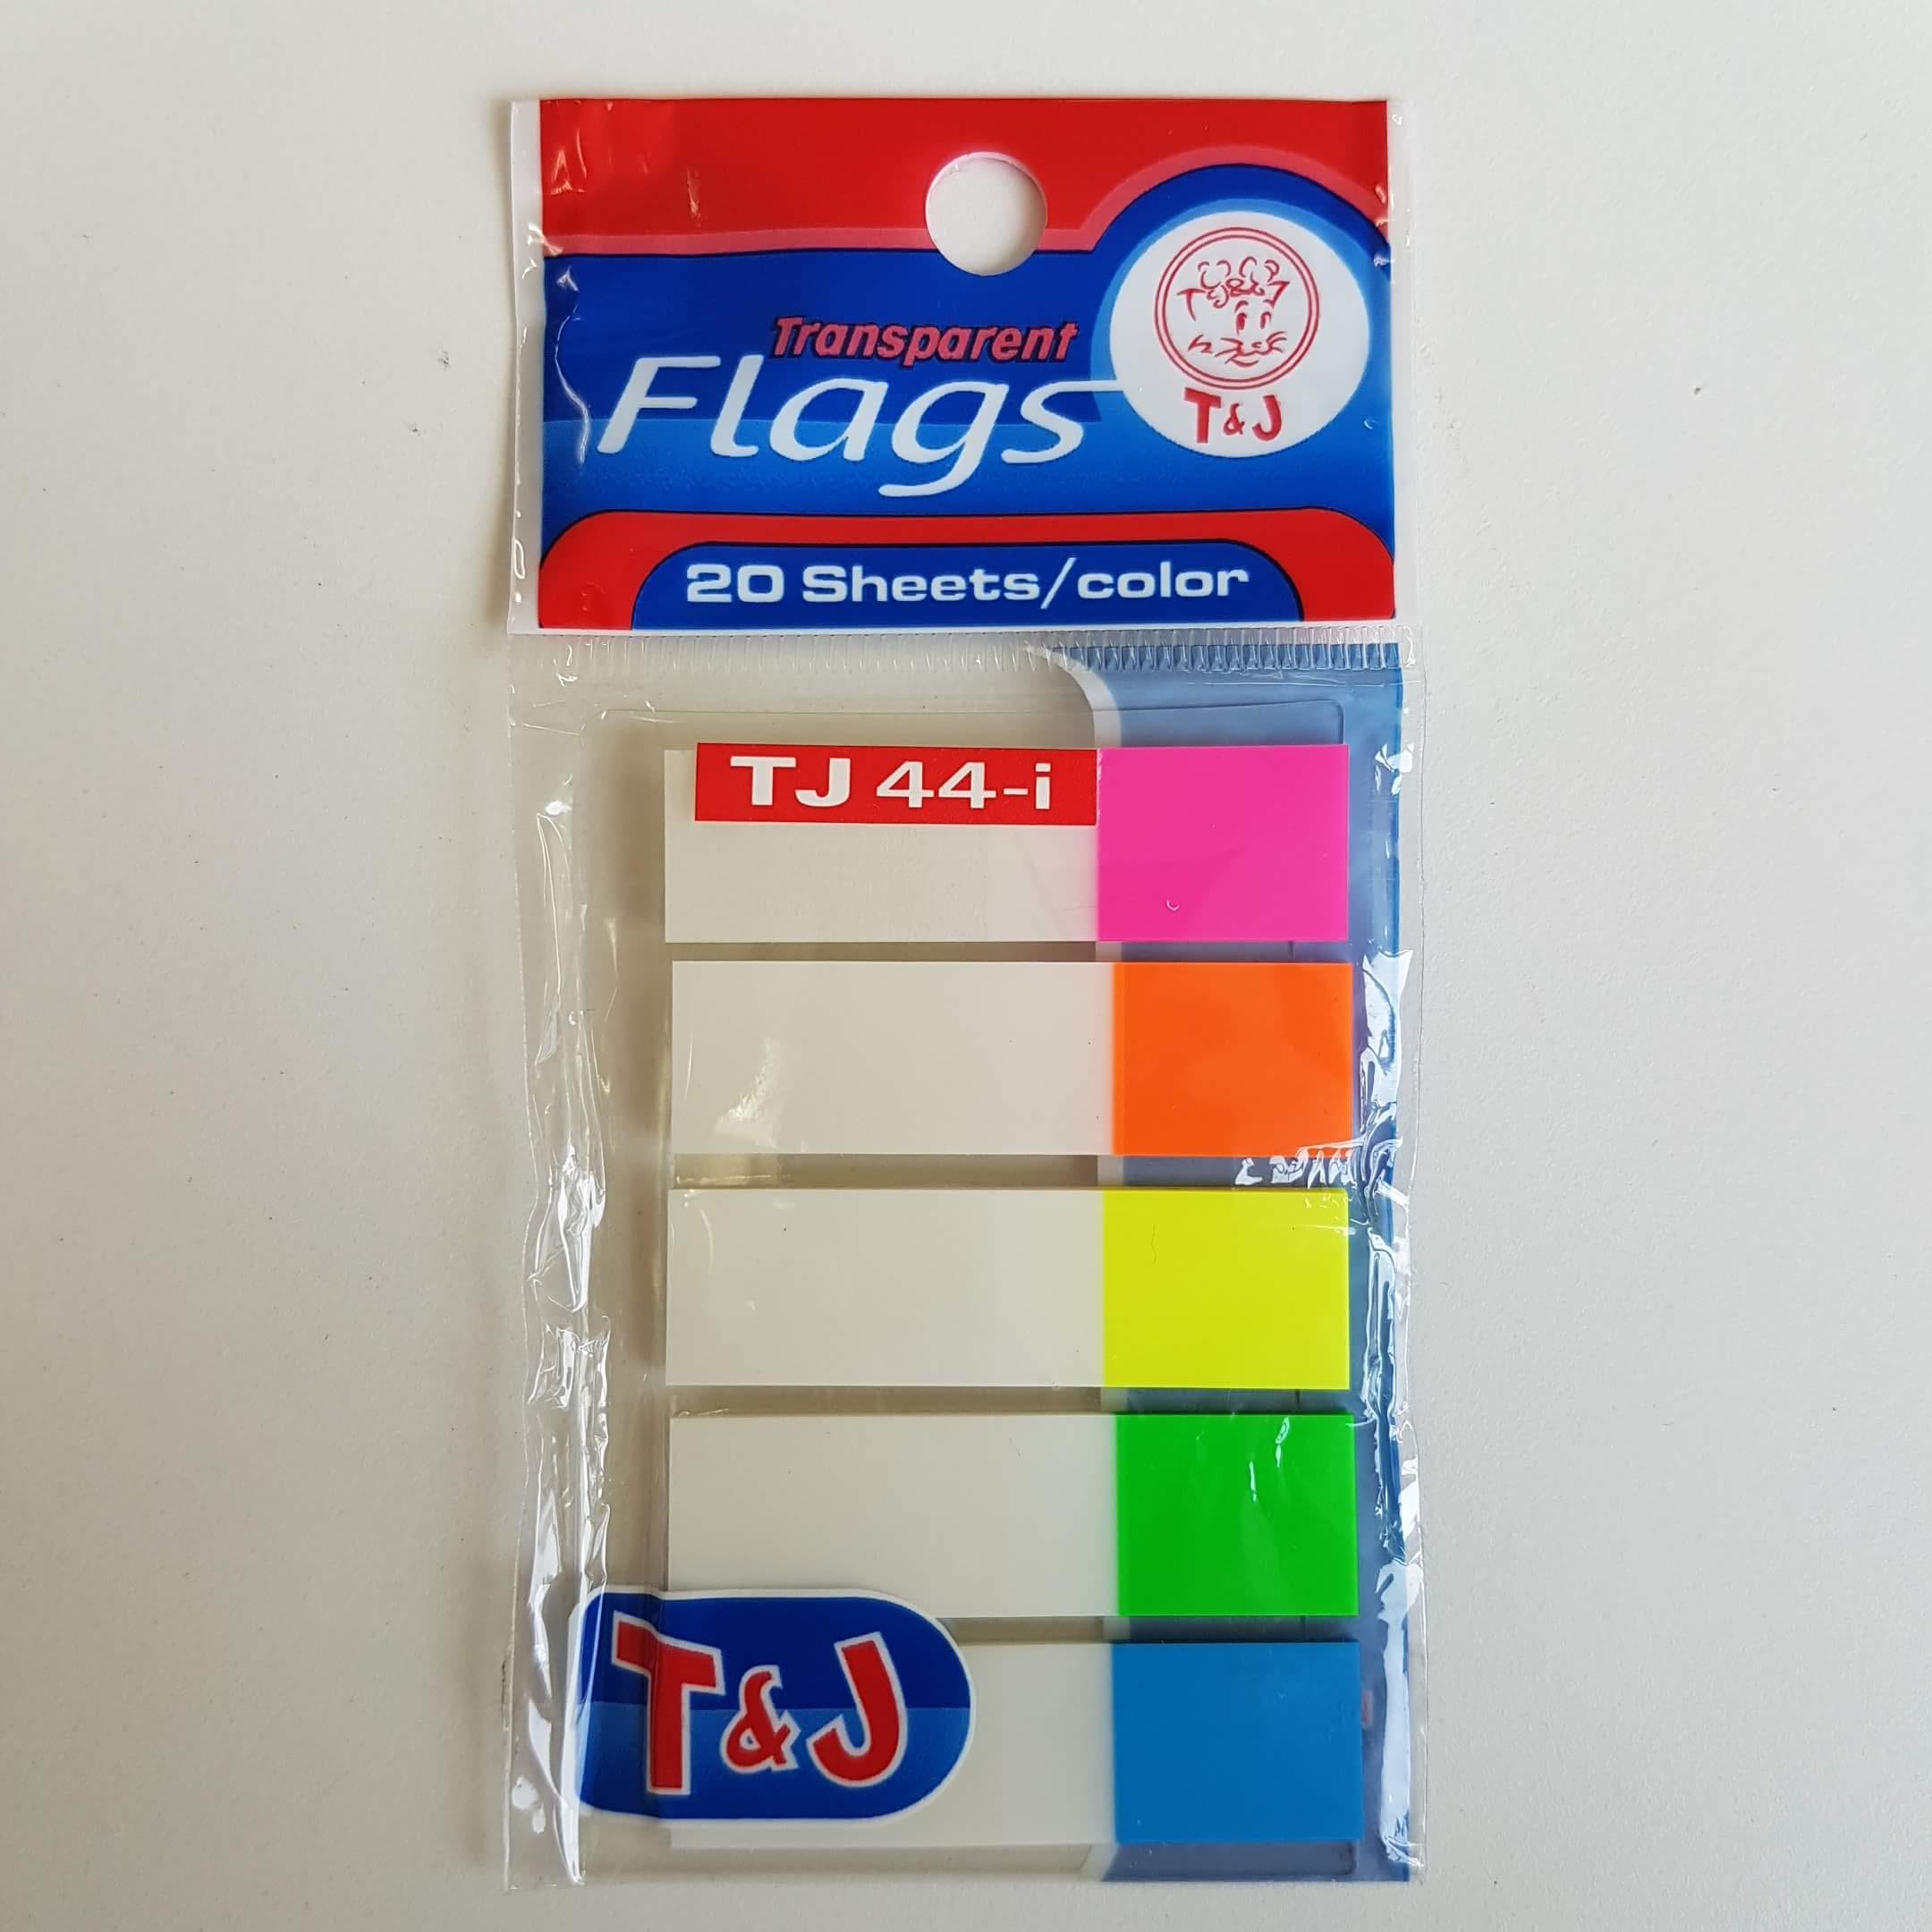 Transparent
Flags
T&J
20 Sheets/color
TJ 44-i
T&J